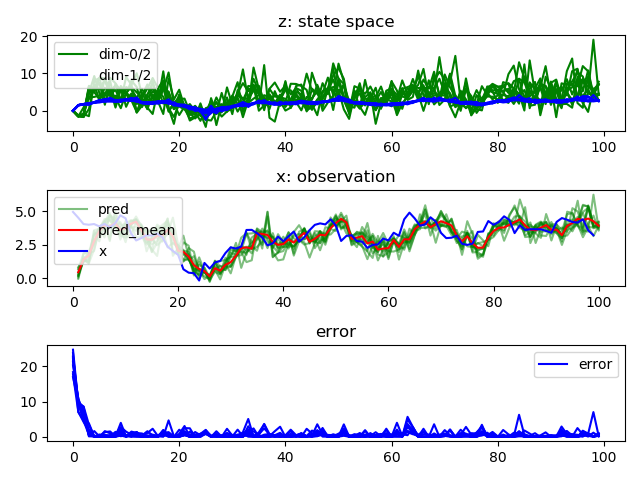 z: state space
20
10
0
dim-0/2
dim-1/2
0 20 40 60 80 100
x: observation
5.0
2.5
0.0
pred
pred_mean
x
0 20 40 60 80 100
error
20
10
0
error
0 20 40 60 80 100